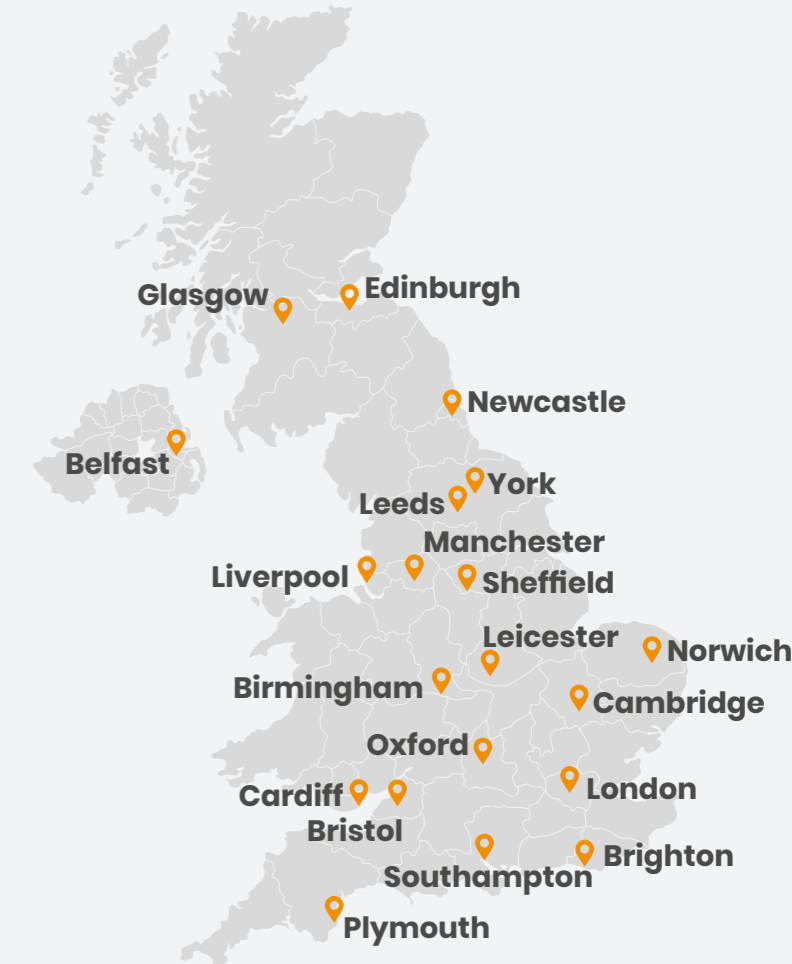 Edinburgh
Glasgow
Newcastle
Belfast
York
Leeds
Manchester
Liverpool
Sheffield
Leicester
Norwich
Birmingham
Cambridge
Oxford
London
Cardiff
Bristol
Brighton
Southampton
Plymouth